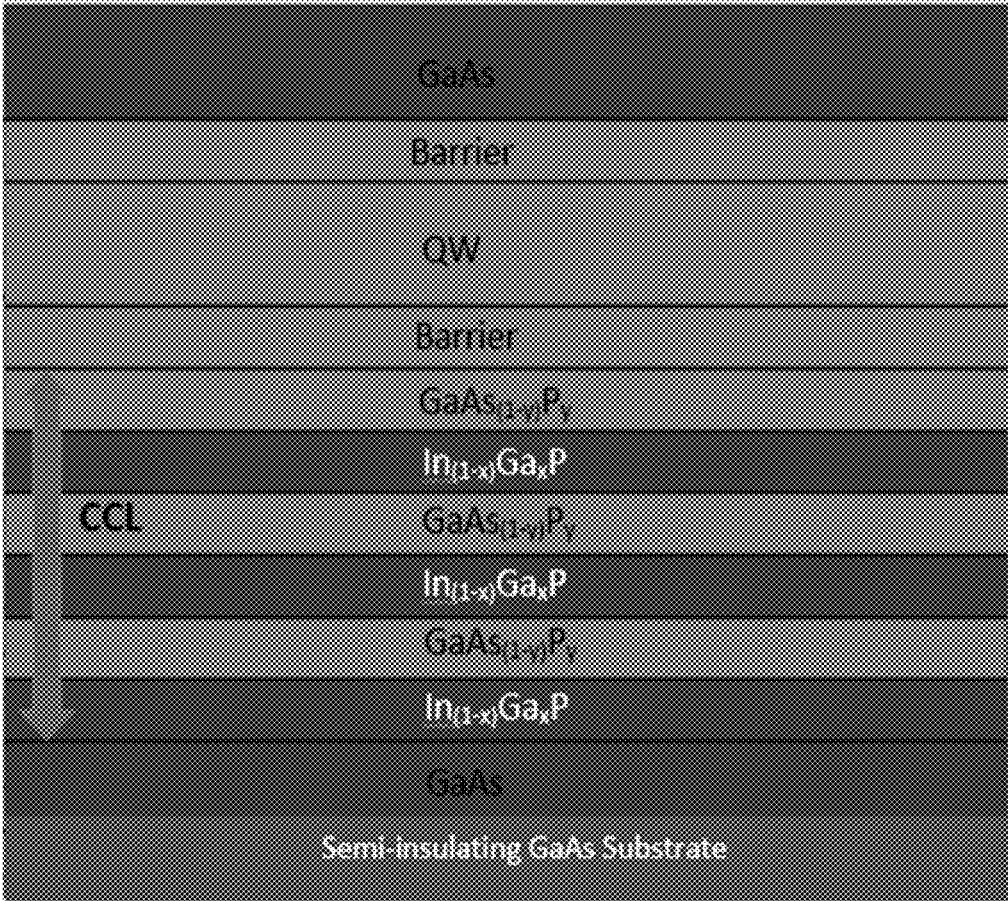 GaAs
Barrier
QW
Barrier
GaAs(1-y)Py
In(1-x)GaxP
CCL
GaAs(1-y)Py
In(1-x)GaxP
GaAs(1-y)Py
In(1-x)GaxP
GaAs
Semi-insulating GaAs Substrate